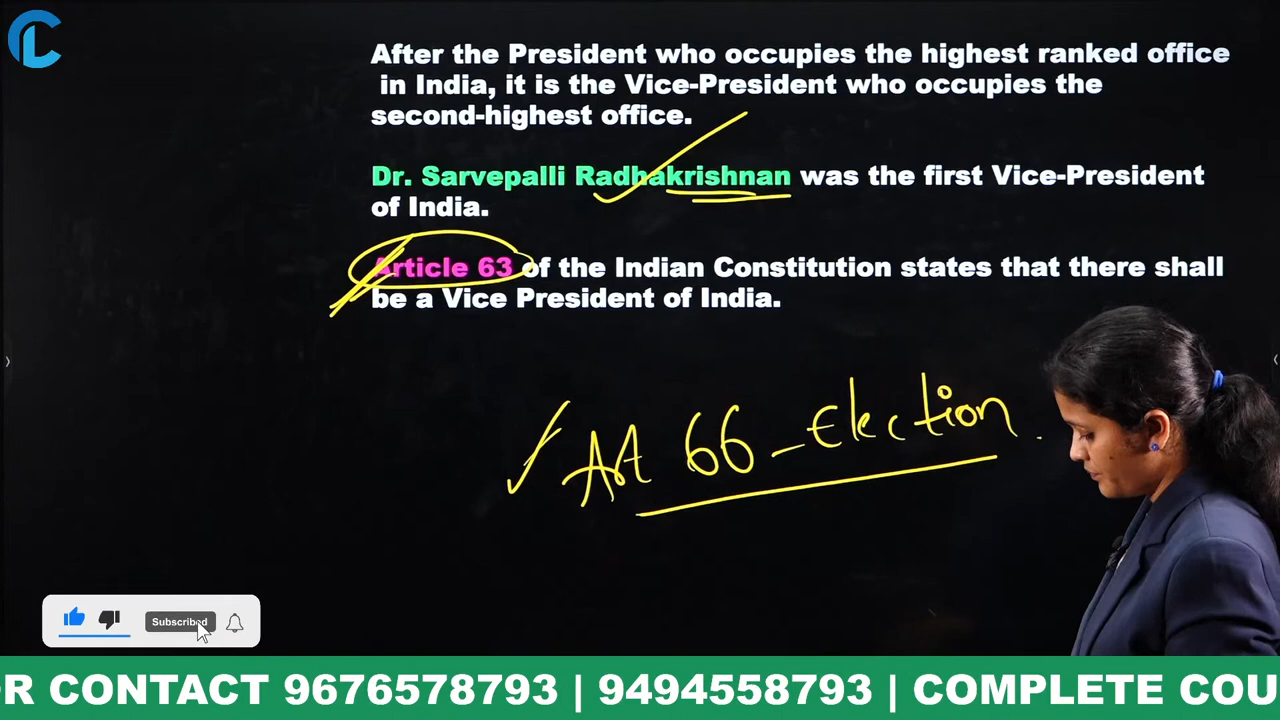 After the President who occupies the highest ranked office
in India, it is the Vice-President who occupies the
second-highest office.
Dr. Sarvepalli Radhakrishnan was the first Vice-President
of India.
Article 63 of the Indian Constitution states that there shall
be a Vice President of India.
Art 66 - Election
Subscribed
OR CONTACT 9676578793 | 9494558793 | COMPLETE COU